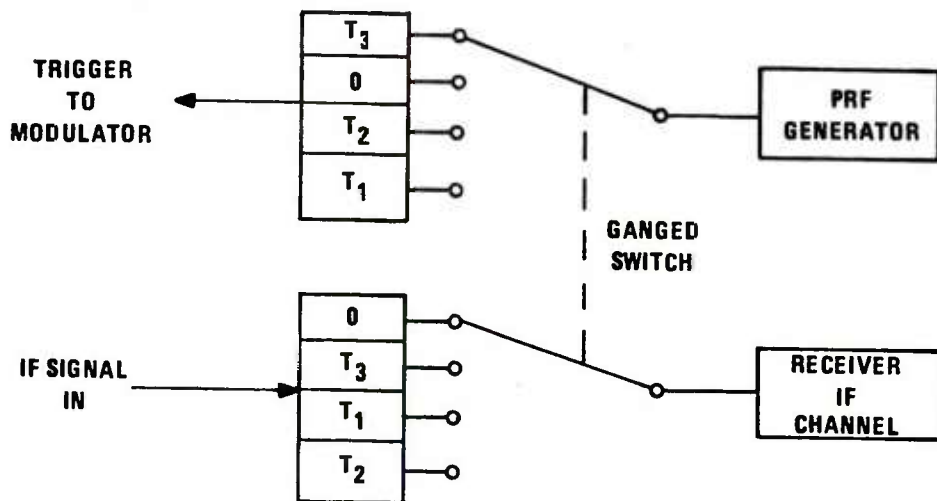 T3
0
T2
T1
TRIGGER
TO
MODULATOR
PRF
GENERATOR
GANGED
SWITCH
0
T3
T1
T2
IF SIGNAL
IN
RECEIVER
IF
CHANNEL